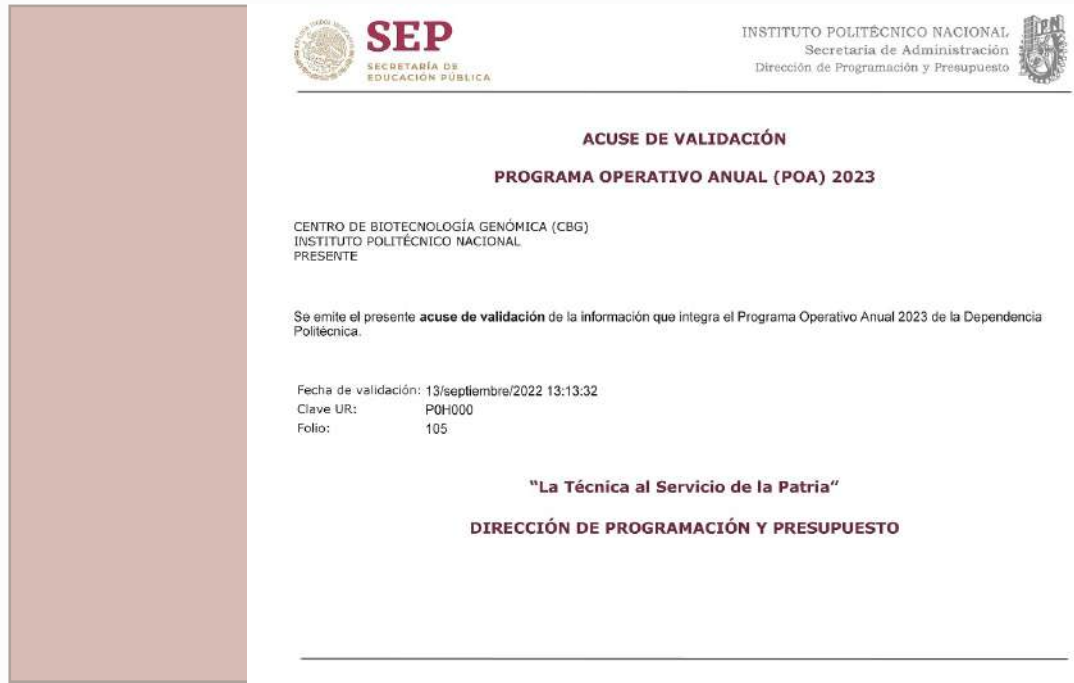 SEP
SECRETARÍA DE
EDUCACIÓN PÚBLICA
INSTITUTO POLITÉCNICO NACIONAL
Secretaría de Administración
Dirección de Programación y Presupuesto
ACUSE DE VALIDACIÓN
PROGRAMA OPERATIVO ANUAL (POA) 2023
CENTRO DE BIOTECNOLOGÍA GENÓMICA (CBG)
INSTITUTO POLITÉCNICO NACIONAL
PRESENTE
Se emite el presente acuse de validación de la información que integra el Programa Operativo Anual 2023 de la Dependencia
Politécnica.
Fecha de validación: 13/septiembre/2022 13:13:32
Clave UR: P0H000
Folio: 105
"La Técnica al Servicio de la Patria"
DIRECCIÓN DE PROGRAMACIÓN Y PRESUPUESTO